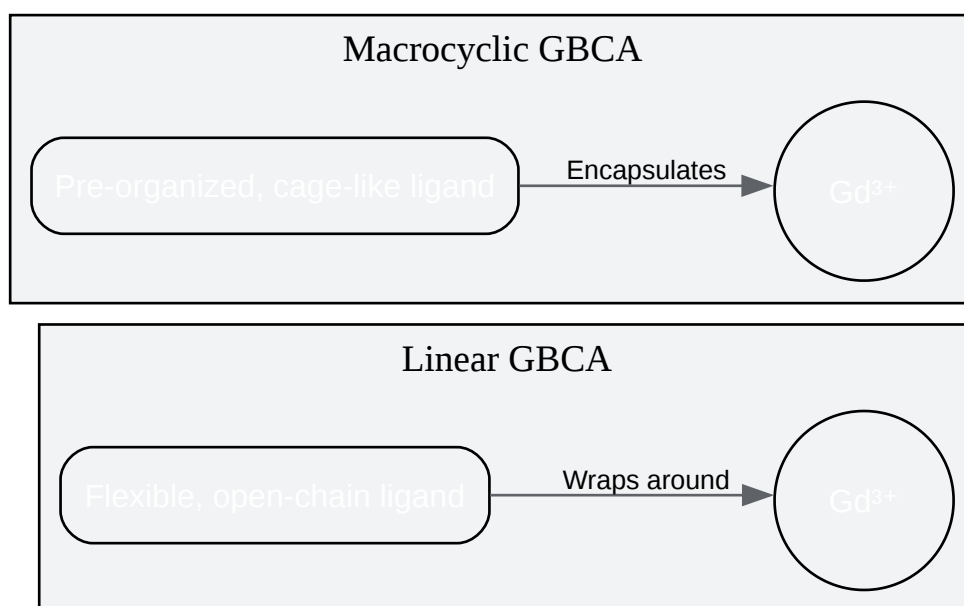 Macrocyclic GBCA
Pre-organized, cage-like ligand
Encapsulates
Gd³⁺
Linear GBCA
Flexible, open-chain ligand
Wraps around
Gd³⁺